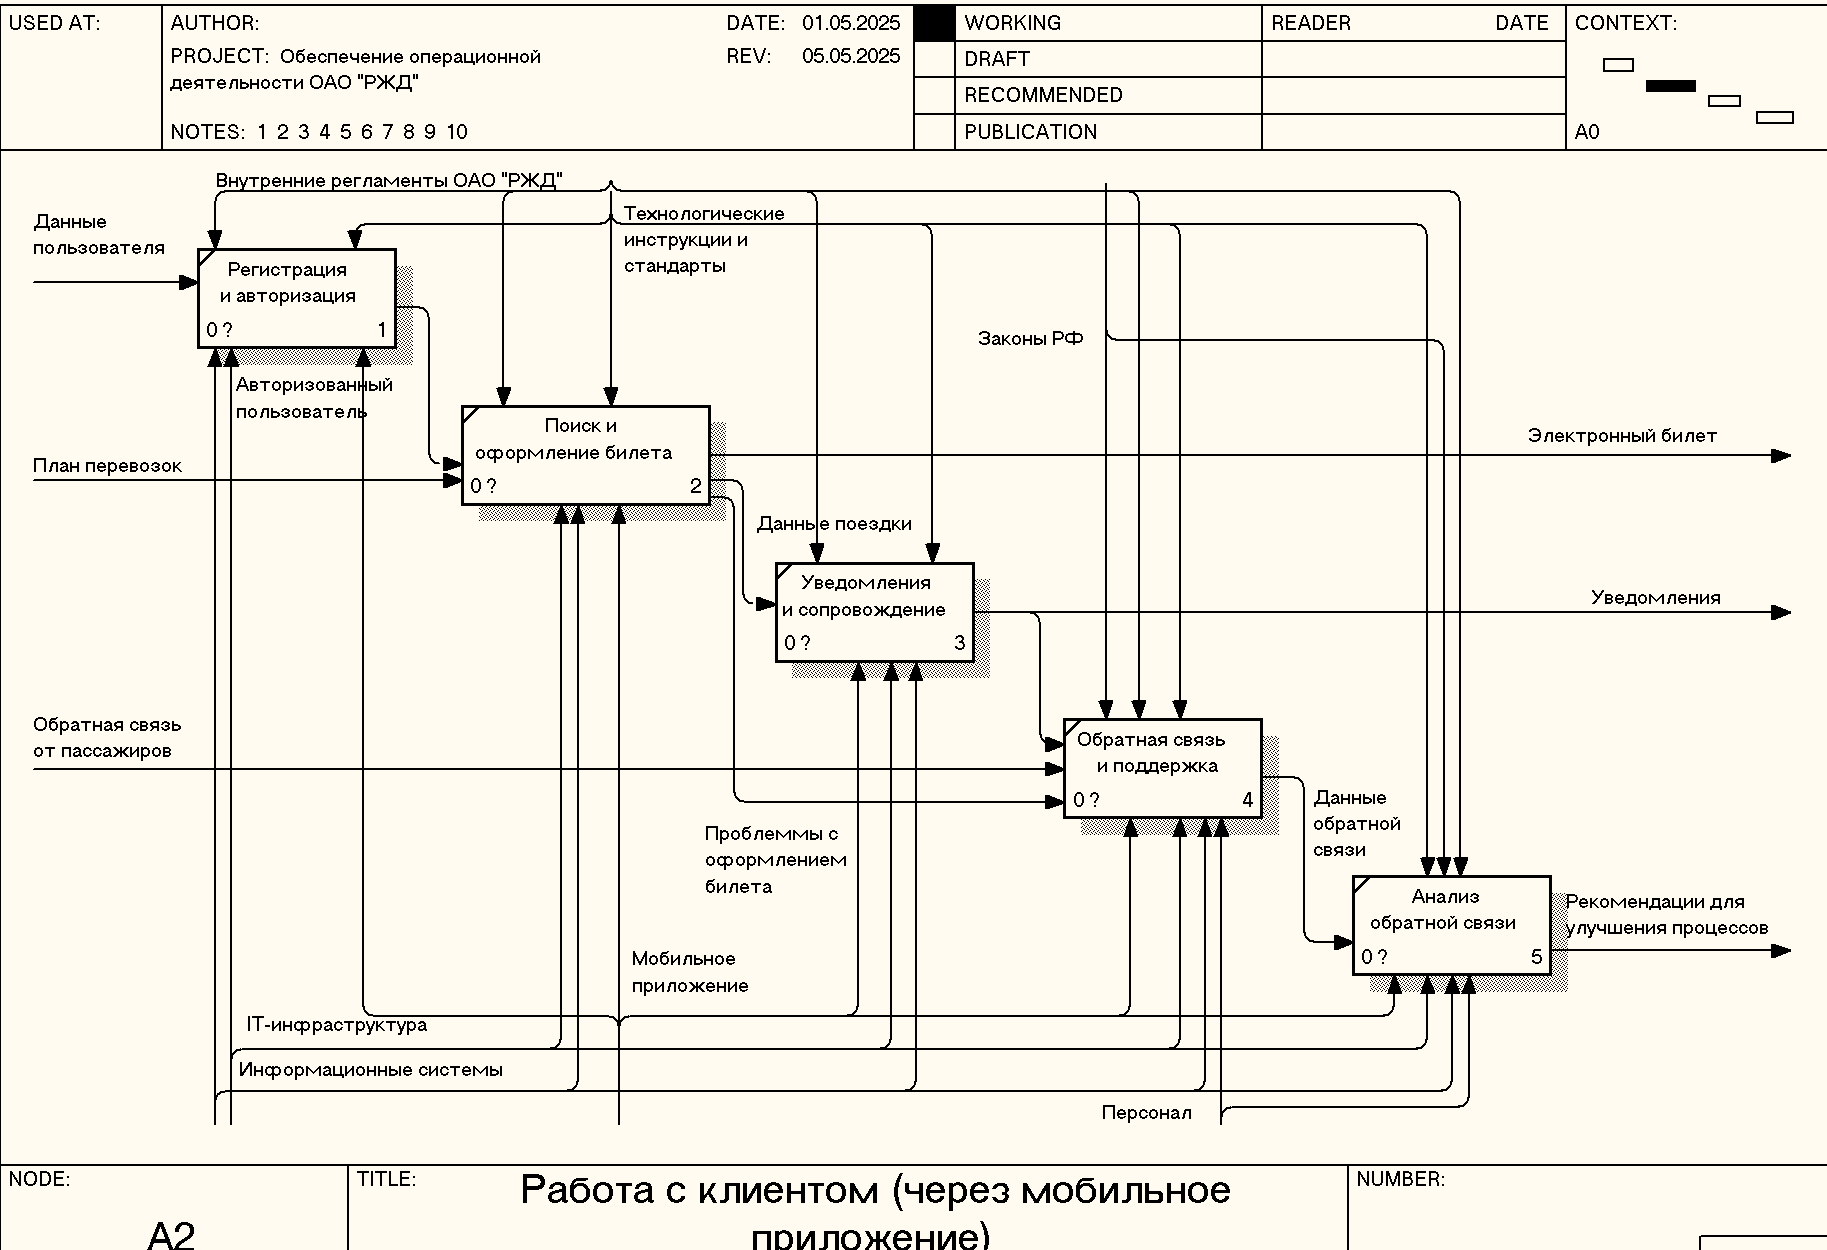 USED AT:
AUTHOR:
DATE: 01.05.2025
PROJECT: Обеспечение операционной
деятельности ОАО "РЖД"
REV: 05.05.2025
NOTES: 1 2 3 4 5 6 7 8 9 10
WORKING
DRAFT
RECOMMENDED
PUBLICATION
READER DATE
CONTEXT:
A0
Внутренние регламенты ОАО "РЖД"
Данные
пользователя
Технологические
инструкции и
стандарты
Регистрация
и авторизация
0 ? 1
Законы РФ
Авторизованный
пользователь
Поиск и
оформление билета
0 ? 2
Электронный билет
План перевозок
Данные поездки
Уведомления
и сопровождение
0 ? 3
Уведомления
Обратная связь
от пассажиров
Обратная связь
и поддержка
0 ? 4
Данные
обратной
связи
Проблеммы с
оформлением
билета
Анализ
обратной связи
0 ? 5
Рекомендации для
улучшения процессов
Мобильное
приложение
IT-инфраструктура
Информационные системы
Персонал
NODE:
A2
TITLE:
Работа с клиентом (через мобильное
приложение)
NUMBER: